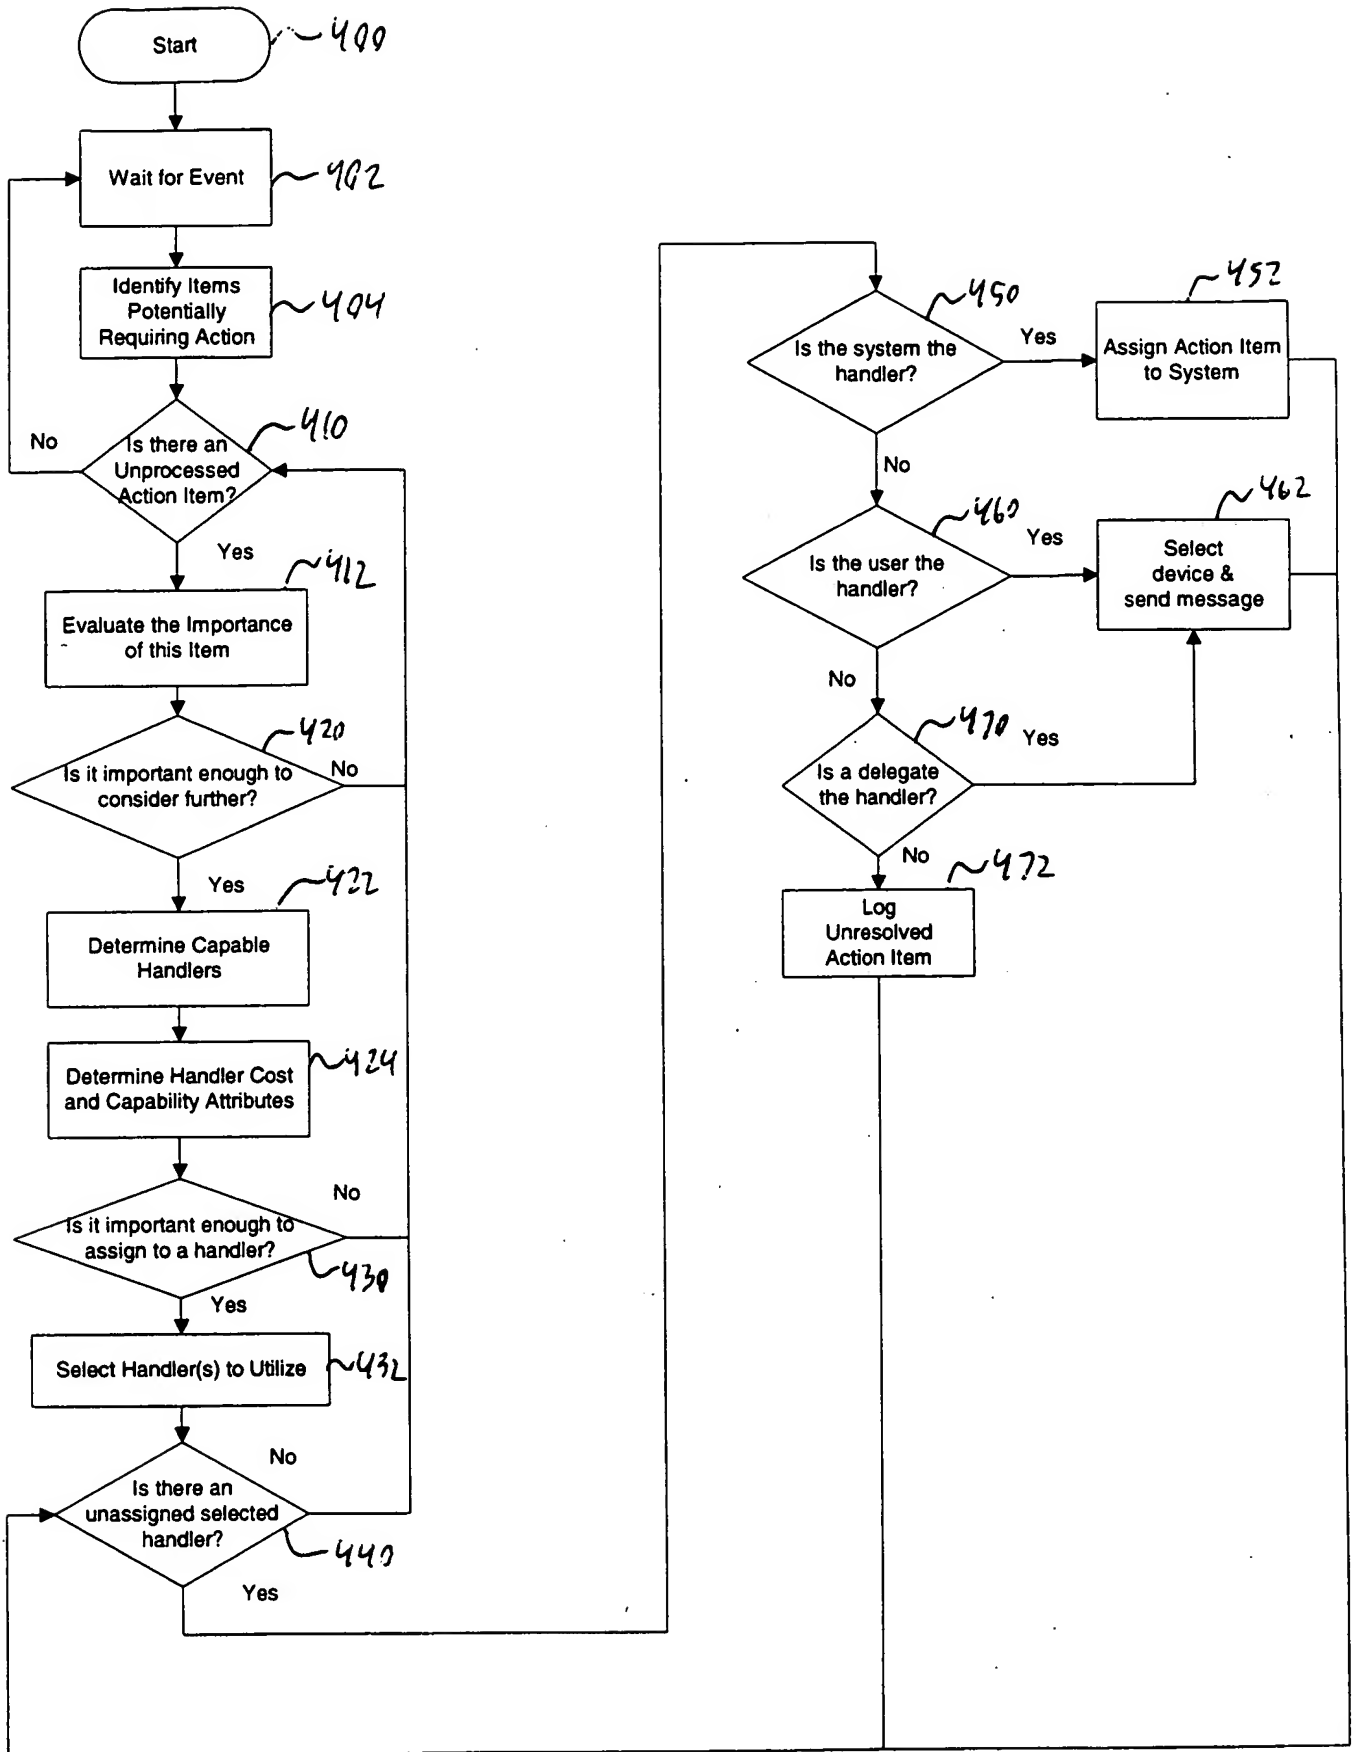 Start
400
Wait for Event
402
Identify Items
Potentially
Requiring Action
404
Is there an
Unprocessed
Action Item?
410
No
Yes
Evaluate the Importance
of this Item
412
Is it important enough to
consider further?
420
No
Yes
Determine Capable
Handlers
422
Determine Handler Cost
and Capability Attributes
424
Is it important enough to
assign to a handler?
430
No
Yes
Select Handler(s) to Utilize
432
Is there an
unassigned selected
handler?
440
No
Yes
Is the system the
handler?
450
Yes
No
Assign Action Item
to System
452
Is the user the
handler?
460
Yes
No
Select
device &
send message
462
Is a delegate
the handler?
470
Yes
No
Log
Unresolved
Action Item
472